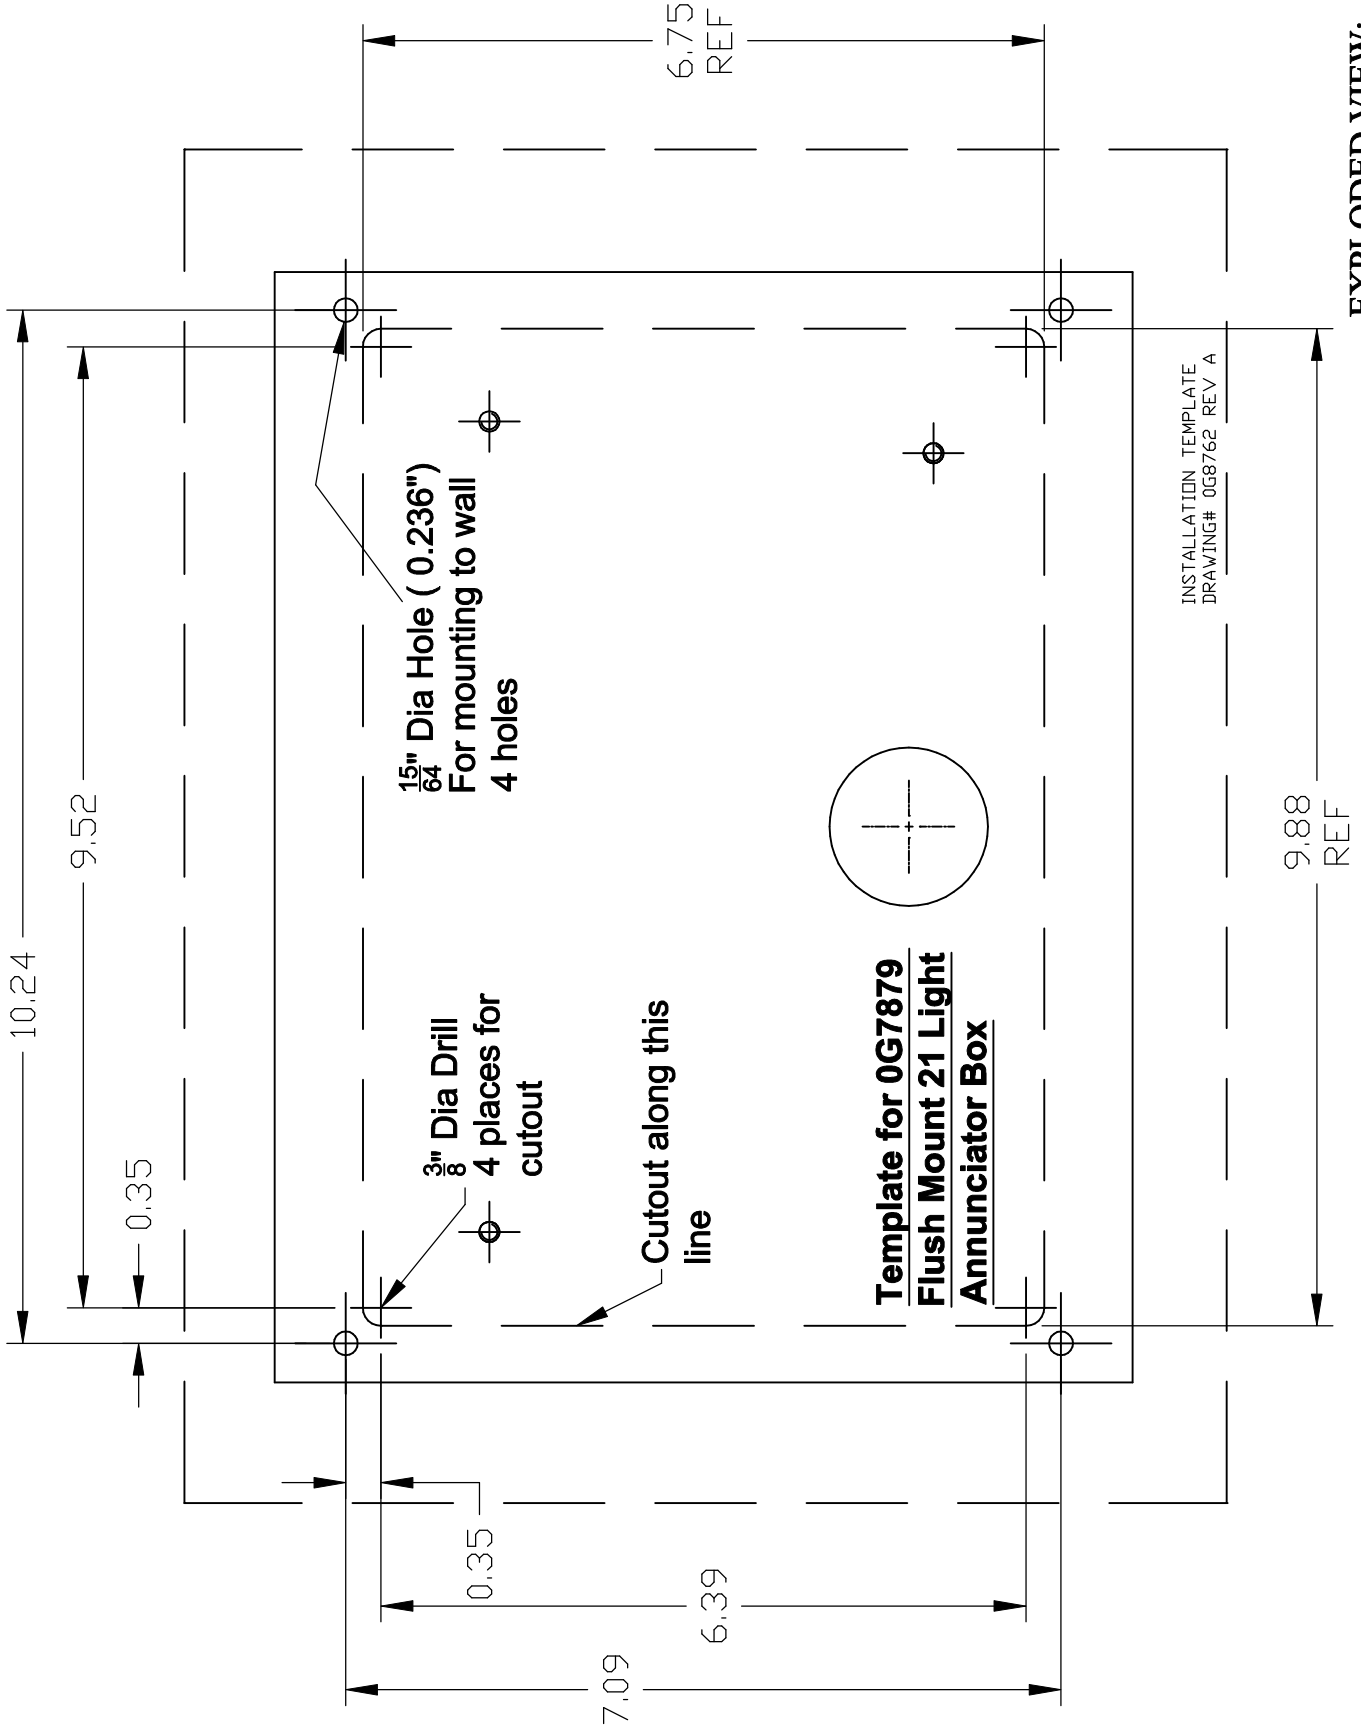 10.24
9.52
0.35
6.75
REF
15" Dia Hole ( 0.236")
64
For mounting to wall
4 holes
3" Dia Drill
8
4 places for
cutout
Cutout along this
line
Template for 0G7879
Flush Mount 21 Light
Annunciator Box
0.35
6.39
7.09
9.88
REF
INSTALLATION TEMPLATE
DRAWING# 0G8762 REV A
EXPLODED VIEW: